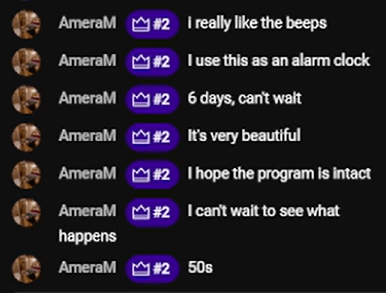 AmeraM #2 i really like the beeps
AmeraM #2 I use this as an alarm clock
AmeraM #2 6 days, can't wait
AmeraM #2 It's very beautiful
AmeraM #2 I hope the program is intact
AmeraM #2 I can't wait to see what
happens
AmeraM #2 50s